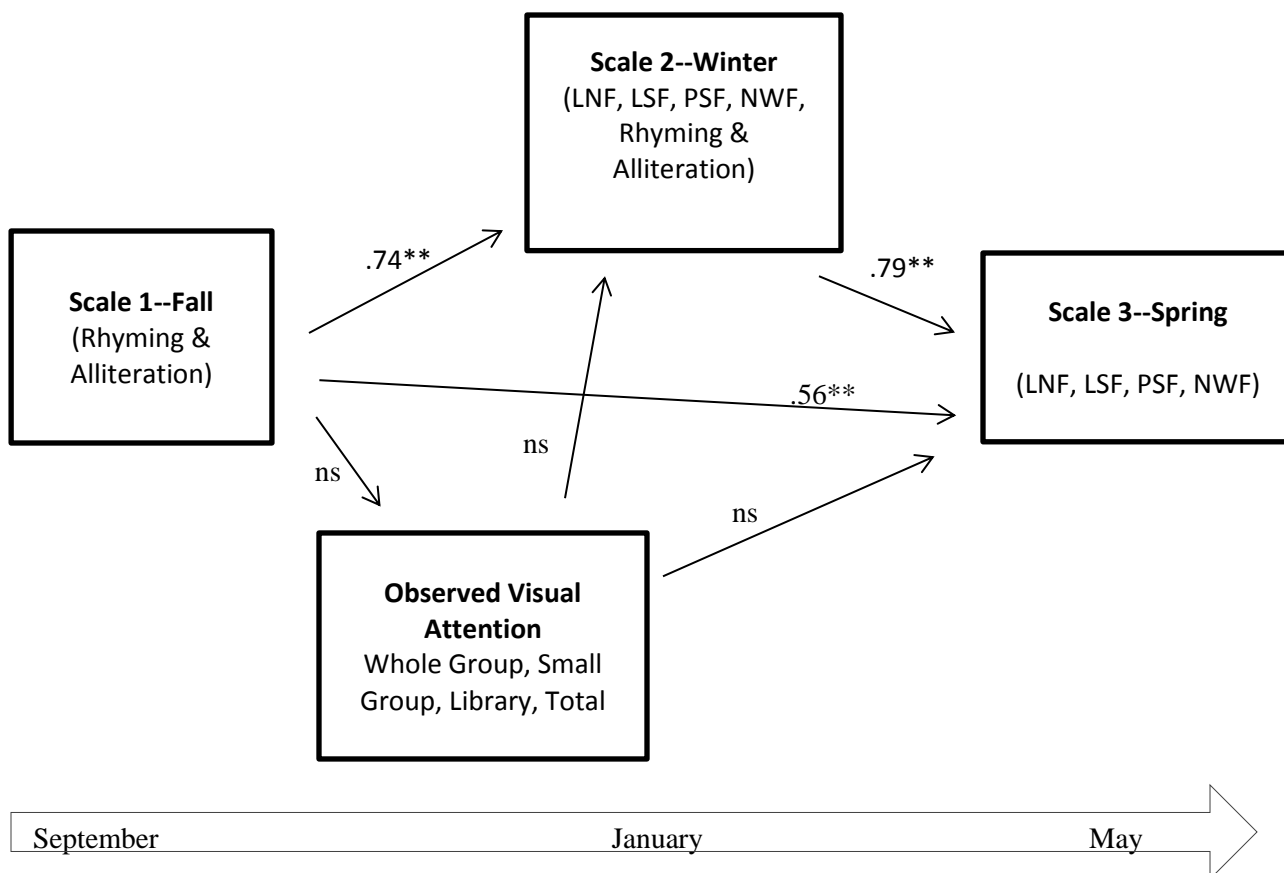 Scale 2--Winter
(LNF, LSF, PSF, NWF,
Rhyming &
Alliteration)
.74**
.79**
Scale 1--Fall
(Rhyming &
Alliteration)
Scale 3--Spring
(LNF, LSF, PSF, NWF)
.56**
ns
ns
ns
Observed Visual
Attention
Whole Group, Small
Group, Library, Total
September
January
May